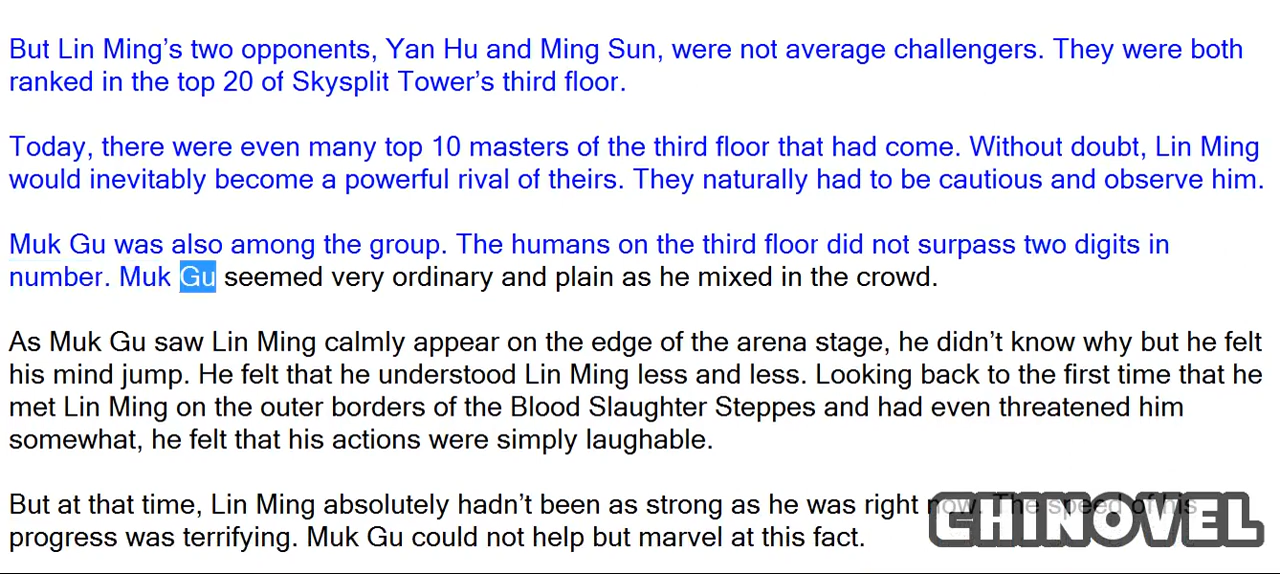 But Lin Ming’s two opponents, Yan Hu and Ming Sun, were not average challengers. They were both
ranked in the top 20 of Skysplit Tower’s third floor.
Today, there were even many top 10 masters of the third floor that had come. Without doubt, Lin Ming
would inevitably become a powerful rival of theirs. They naturally had to be cautious and observe him.
Muk Gu was also among the group. The humans on the third floor did not surpass two digits in
number. Muk Gu seemed very ordinary and plain as he mixed in the crowd.
As Muk Gu saw Lin Ming calmly appear on the edge of the arena stage, he didn’t know why but he felt
his mind jump. He felt that he understood Lin Ming less and less. Looking back to the first time that he
met Lin Ming on the outer borders of the Blood Slaughter Steppes and had even threatened him
somewhat, he felt that his actions were simply laughable.
But at that time, Lin Ming absolutely hadn’t been as strong as he was right now. The speed of his
progress was terrifying. Muk Gu could not help but marvel at this fact.
CHINOVEL